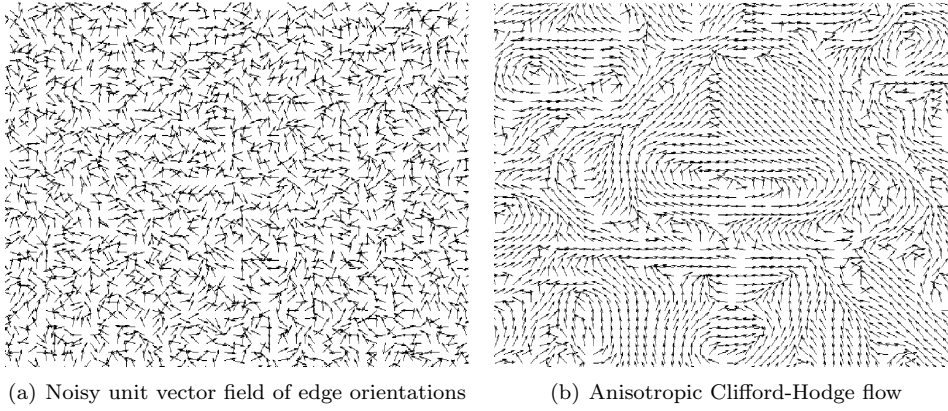 (a) Noisy unit vector field of edge orientations
(b) Anisotropic Clifford-Hodge flow